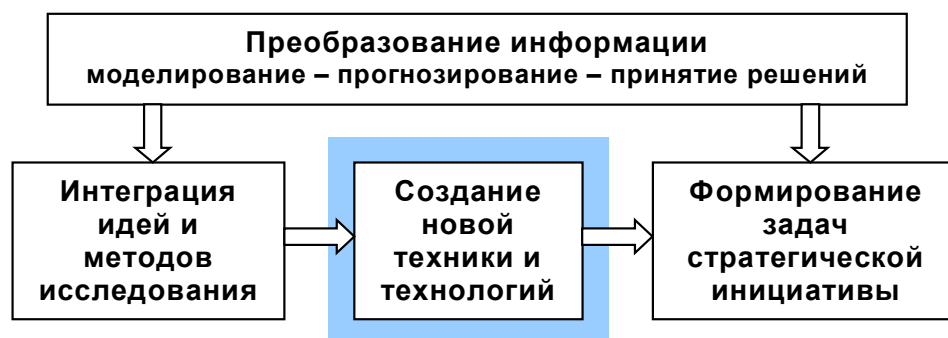 Преобразование информации
моделирование – прогнозирование – принятие решений
Интеграция
идей и
методов
исследования
Создание
новой
техники и
технологий
Формирование
задач
стратегической
инициативы